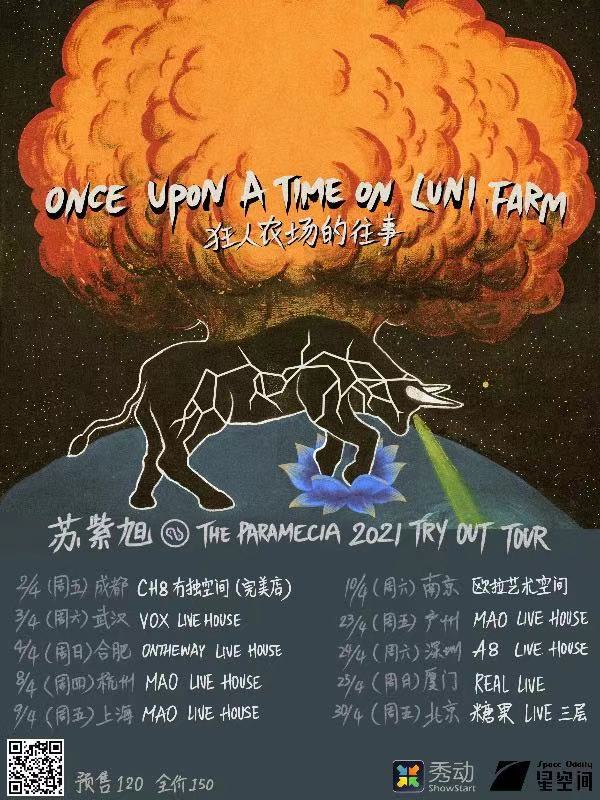 ONCE UPON A TIME ON LUNI FARM
狂人农场的往事
苏紫旭 THE PARAMECIA 2021 TRY OUT TOUR
2/4 (周五) 成都 CH8 冇独空间 (完美店)
3/4 (周六) 武汉 VOX LIVE HOUSE
4/4 (周日) 合肥 ONTHEWAY LIVE HOUSE
8/4 (周四) 杭州 MAO LIVE HOUSE
9/4 (周五) 上海 MAO LIVE HOUSE
10/4 (周六) 南京 欧拉艺术空间
23/4 (周五) 广州 MAO LIVE HOUSE
24/4 (周六) 深圳 A8 LIVE HOUSE
25/4 (周日) 厦门 REAL LIVE
30/4 (周五) 北京 糖果 LIVE 三层
预售 120 全价 150
秀动
ShowStart
Space Oddity
星空间